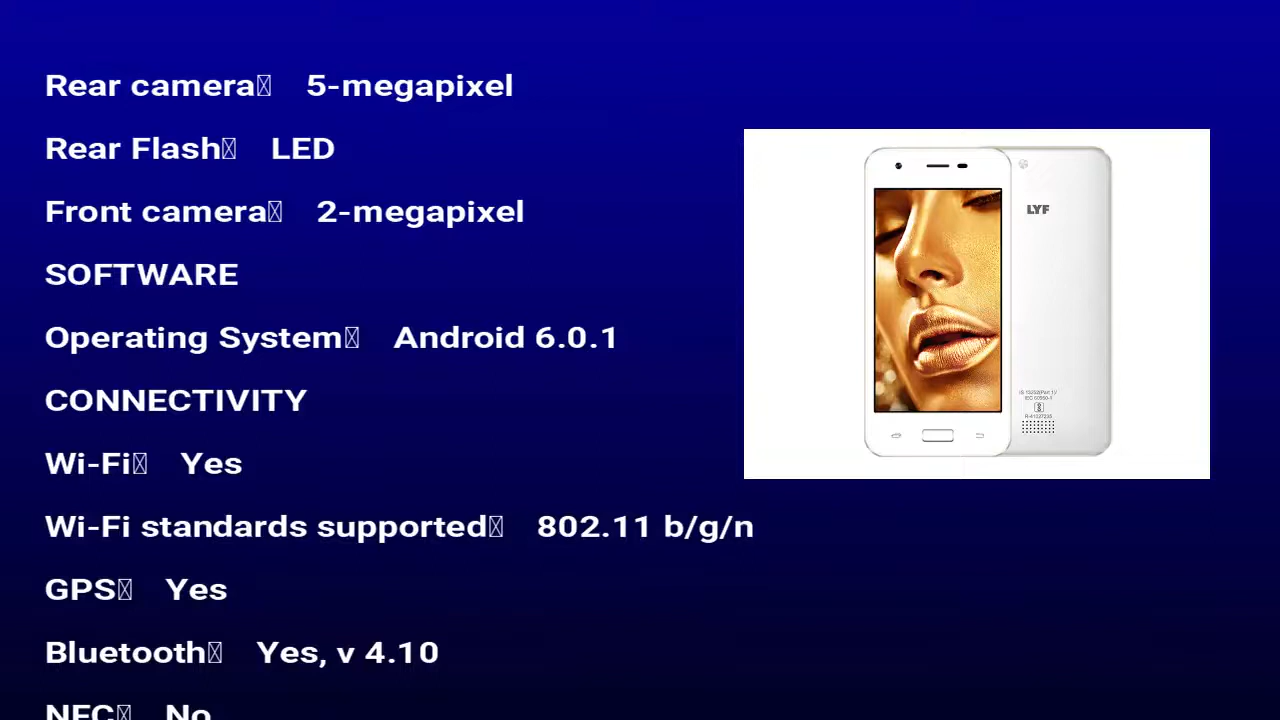 Rear camera 5-megapixel
Rear Flash LED
Front camera 2-megapixel
SOFTWARE
Operating System Android 6.0.1
CONNECTIVITY
Wi-Fi Yes
Wi-Fi standards supported 802.11 b/g/n
GPS Yes
Bluetooth Yes, v 4.10
NFC No
LYF